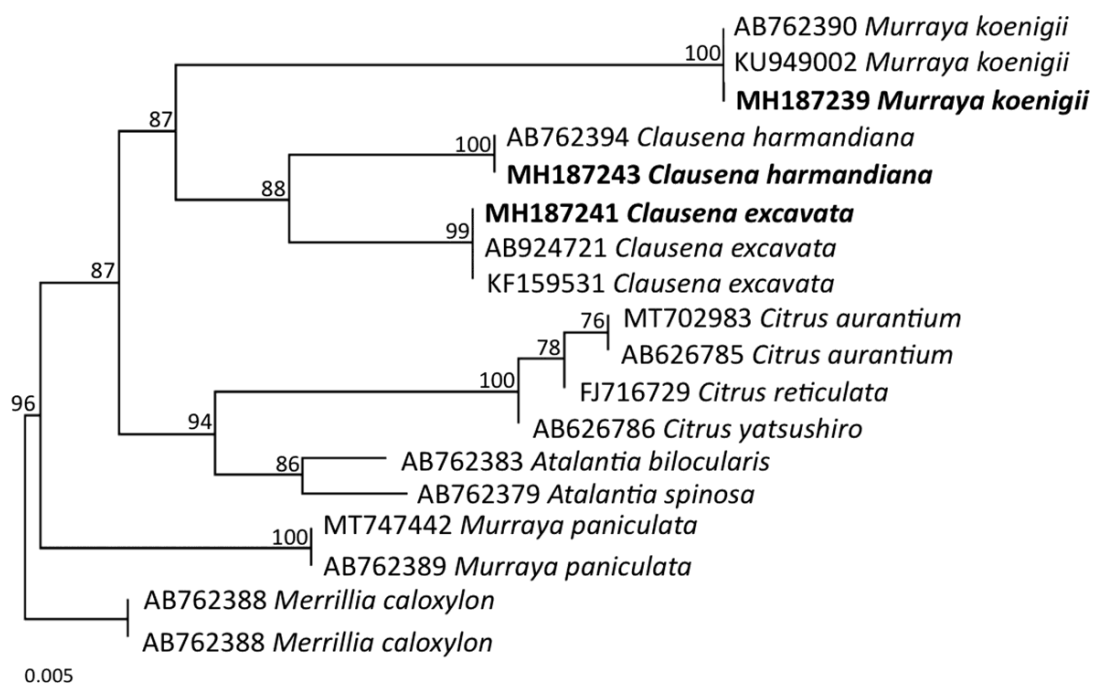 AB762390 Murraya koenigii
100
KU949002 Murraya koenigii
MH187239 Murraya koenigii
87
AB762394 Clausena harmandiana
100
MH187243 Clausena harmandiana
88
MH187241 Clausena excavata
99
AB924721 Clausena excavata
KF159531 Clausena excavata
87
MT702983 Citrus aurantium
76
AB626785 Citrus aurantium
78
FJ716729 Citrus reticulata
100
AB626786 Citrus yatsushiro
96
94
AB762383 Atalantia bilocularis
86
AB762379 Atalantia spinosa
MT747442 Murraya paniculata
100
AB762389 Murraya paniculata
AB762388 Merrillia caloxylon
AB762388 Merrillia caloxylon
0.005